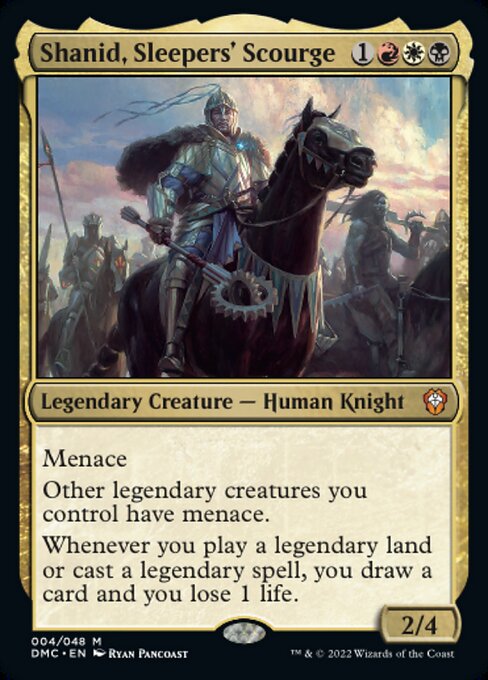 Shanid, Sleepers' Scourge 1
Legendary Creature — Human Knight
Menace
Other legendary creatures you
control have menace.
Whenever you play a legendary land
or cast a legendary spell, you draw a
card and you lose 1 life.
2/4
004/048 M
DMC • EN Ryan Pancoast
™ & © 2022 Wizards of the Coast